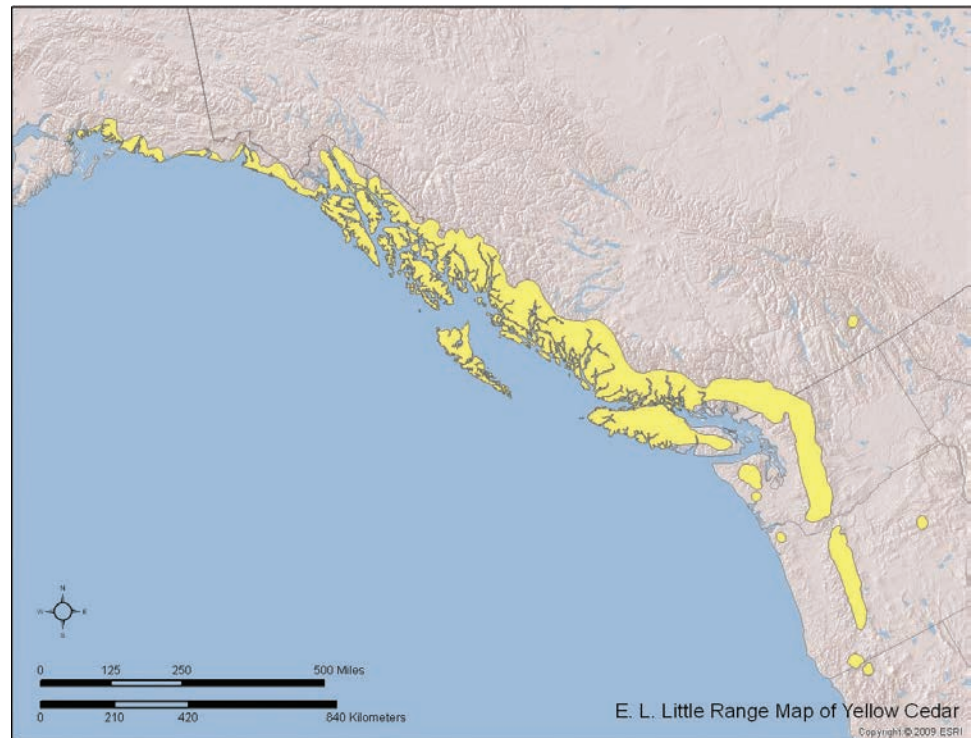 N
W E
S
0 125 250 500 Miles
0 210 420 840 Kilometers
E. L. Little Range Map of Yellow Cedar
Copyright © 2009 ESRI